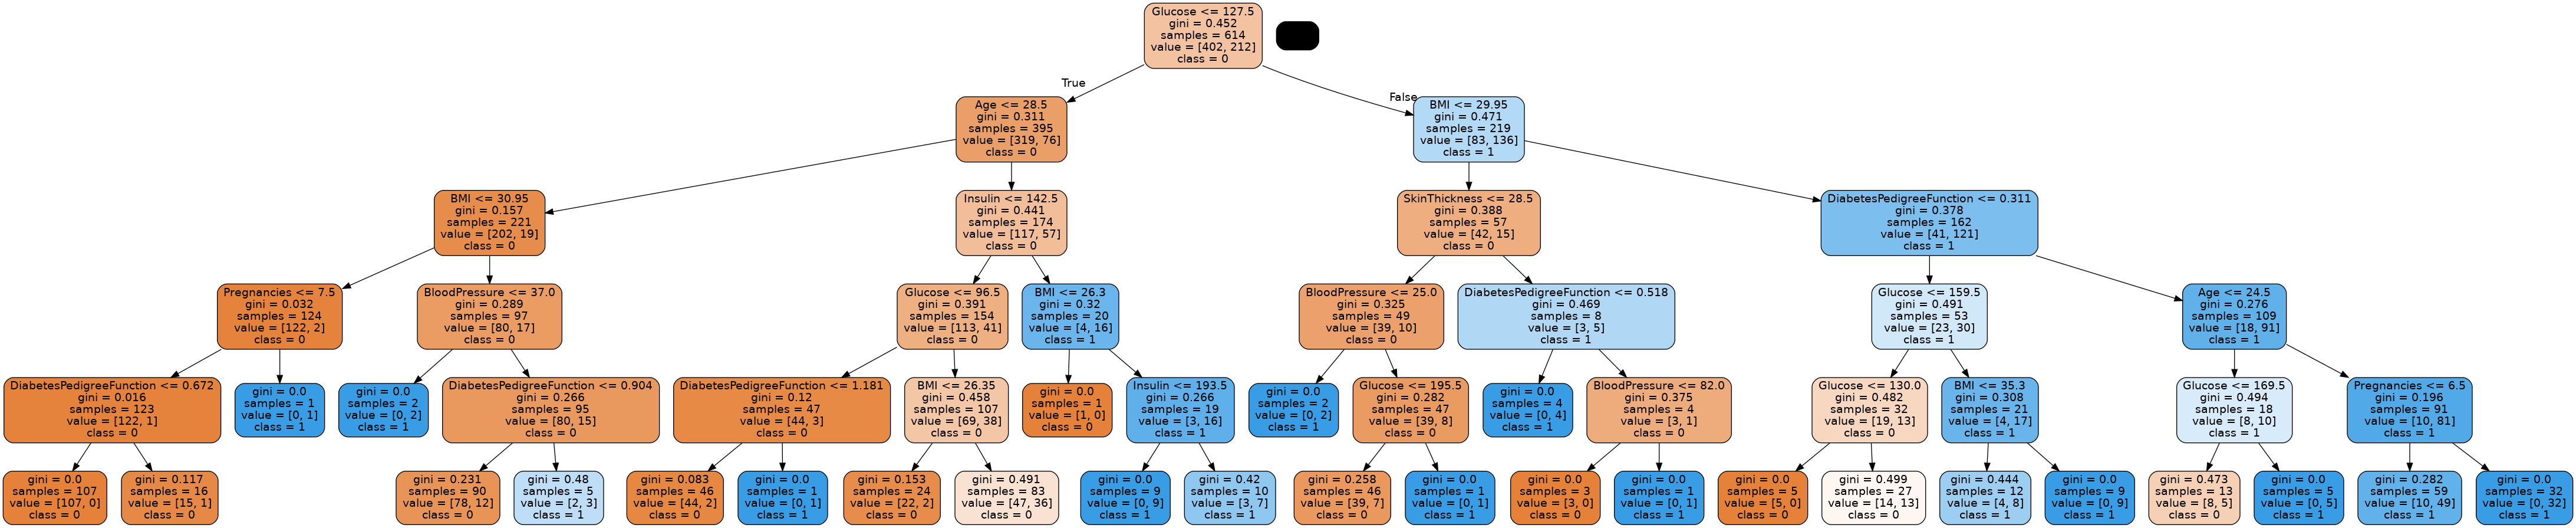 Glucose <= 127.5
gini = 0.452
samples = 614
value = [402, 212]
class = 0
True
False
Age <= 28.5
gini = 0.311
samples = 395
value = [319, 76]
class = 0
BMI <= 29.95
gini = 0.471
samples = 219
value = [83, 136]
class = 1
BMI <= 30.95
gini = 0.157
samples = 221
value = [202, 19]
class = 0
Insulin <= 142.5
gini = 0.441
samples = 174
value = [117, 57]
class = 0
SkinThickness <= 28.5
gini = 0.388
samples = 57
value = [42, 15]
class = 0
DiabetesPedigreeFunction <= 0.311
gini = 0.378
samples = 162
value = [41, 121]
class = 1
Pregnancies <= 7.5
gini = 0.032
samples = 124
value = [122, 2]
class = 0
BloodPressure <= 37.0
gini = 0.289
samples = 97
value = [80, 17]
class = 0
Glucose <= 96.5
gini = 0.391
samples = 154
value = [113, 41]
class = 0
BMI <= 26.3
gini = 0.32
samples = 20
value = [4, 16]
class = 1
BloodPressure <= 25.0
gini = 0.325
samples = 49
value = [39, 10]
class = 0
DiabetesPedigreeFunction <= 0.518
gini = 0.469
samples = 8
value = [3, 5]
class = 1
Glucose <= 159.5
gini = 0.491
samples = 53
value = [23, 30]
class = 1
Age <= 24.5
gini = 0.276
samples = 109
value = [18, 91]
class = 1
DiabetesPedigreeFunction <= 0.672
gini = 0.016
samples = 123
value = [122, 1]
class = 0
gini = 0.0
samples = 1
value = [0, 1]
class = 1
gini = 0.0
samples = 2
value = [0, 2]
class = 1
DiabetesPedigreeFunction <= 0.904
gini = 0.266
samples = 95
value = [80, 15]
class = 0
DiabetesPedigreeFunction <= 1.181
gini = 0.12
samples = 47
value = [44, 3]
class = 0
BMI <= 26.35
gini = 0.458
samples = 107
value = [69, 38]
class = 0
gini = 0.0
samples = 1
value = [1, 0]
class = 0
Insulin <= 193.5
gini = 0.266
samples = 19
value = [3, 16]
class = 1
gini = 0.0
samples = 2
value = [0, 2]
class = 1
Glucose <= 195.5
gini = 0.282
samples = 47
value = [39, 8]
class = 0
gini = 0.0
samples = 4
value = [0, 4]
class = 1
BloodPressure <= 82.0
gini = 0.375
samples = 4
value = [3, 1]
class = 0
Glucose <= 130.0
gini = 0.482
samples = 32
value = [19, 13]
class = 0
BMI <= 35.3
gini = 0.308
samples = 21
value = [4, 17]
class = 1
Glucose <= 169.5
gini = 0.494
samples = 18
value = [8, 10]
class = 1
Pregnancies <= 6.5
gini = 0.196
samples = 91
value = [10, 81]
class = 1
gini = 0.0
samples = 107
value = [107, 0]
class = 0
gini = 0.117
samples = 16
value = [15, 1]
class = 0
gini = 0.231
samples = 90
value = [78, 12]
class = 0
gini = 0.48
samples = 5
value = [2, 3]
class = 1
gini = 0.083
samples = 46
value = [44, 2]
class = 0
gini = 0.0
samples = 1
value = [0, 1]
class = 1
gini = 0.153
samples = 24
value = [22, 2]
class = 0
gini = 0.491
samples = 83
value = [47, 36]
class = 0
gini = 0.0
samples = 9
value = [0, 9]
class = 1
gini = 0.42
samples = 10
value = [3, 7]
class = 1
gini = 0.258
samples = 46
value = [39, 7]
class = 0
gini = 0.0
samples = 1
value = [0, 1]
class = 1
gini = 0.0
samples = 3
value = [3, 0]
class = 0
gini = 0.0
samples = 1
value = [0, 1]
class = 1
gini = 0.0
samples = 5
value = [5, 0]
class = 0
gini = 0.499
samples = 27
value = [14, 13]
class = 0
gini = 0.444
samples = 12
value = [4, 8]
class = 1
gini = 0.0
samples = 9
value = [0, 9]
class = 1
gini = 0.473
samples = 13
value = [8, 5]
class = 0
gini = 0.0
samples = 5
value = [0, 5]
class = 1
gini = 0.282
samples = 59
value = [10, 49]
class = 1
gini = 0.0
samples = 32
value = [0, 32]
class = 1